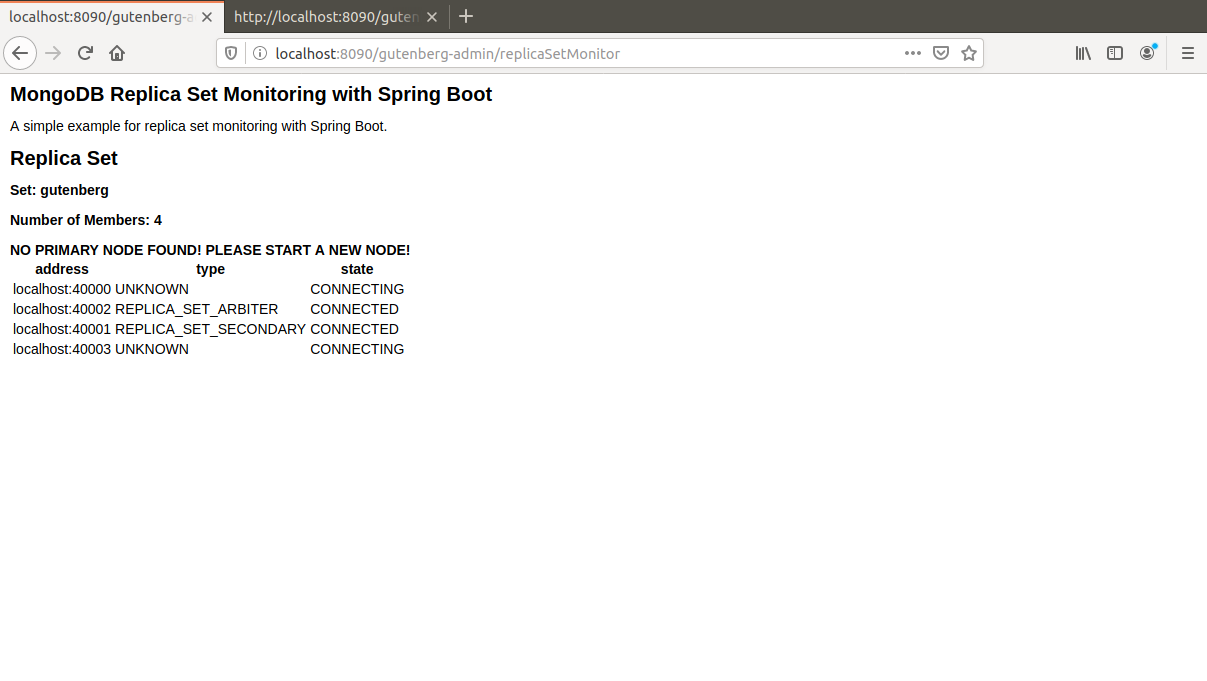 localhost:8090/gutenberg-a
http://localhost:8090/guten
localhost:8090/gutenberg-admin/replicaSetMonitor
MongoDB Replica Set Monitoring with Spring Boot
A simple example for replica set monitoring with Spring Boot.
Replica Set
Set: gutenberg
Number of Members: 4
NO PRIMARY NODE FOUND! PLEASE START A NEW NODE!
address type state
localhost:40000 UNKNOWN CONNECTING
localhost:40002 REPLICA_SET_ARBITER CONNECTED
localhost:40001 REPLICA_SET_SECONDARY CONNECTED
localhost:40003 UNKNOWN CONNECTING